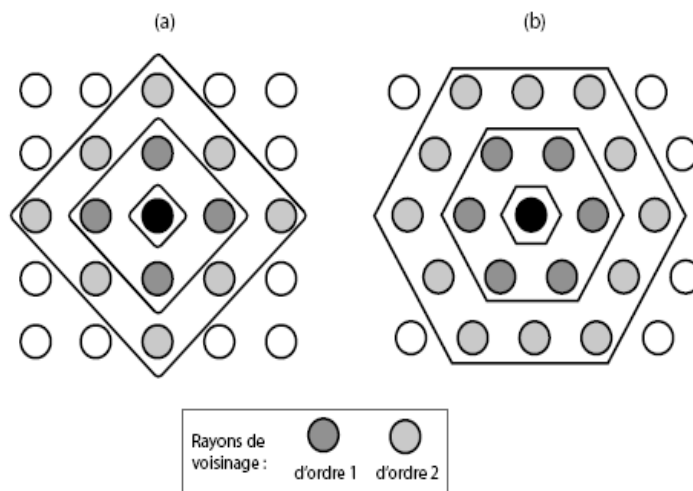 (a)
(b)
Rayons de
voisinage :
d'ordre 1
d'ordre 2